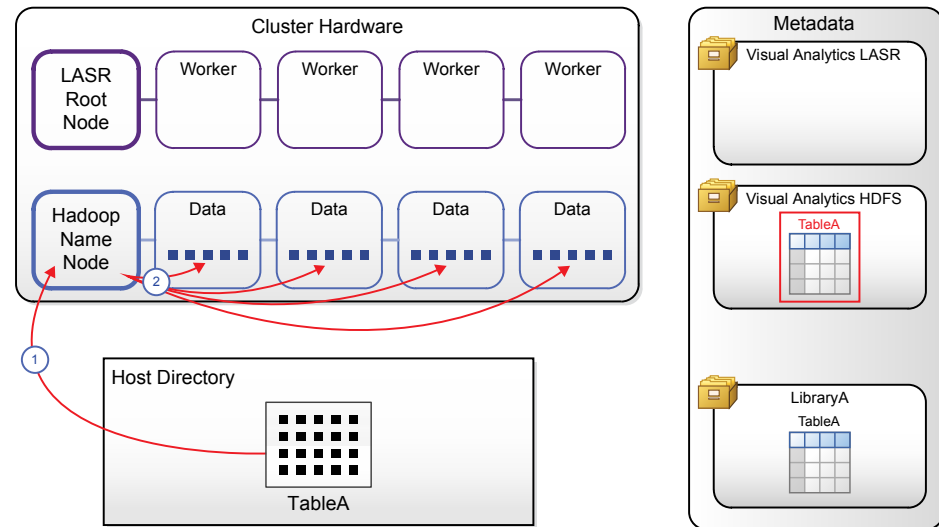 Cluster Hardware
LASR
Root
Node
Worker
Worker
Worker
Worker
Hadoop
Name
Node
Data
Data
Data
Data
2
1
Host Directory
TableA
Metadata
Visual Analytics LASR
Visual Analytics HDFS
TableA
LibraryA
TableA